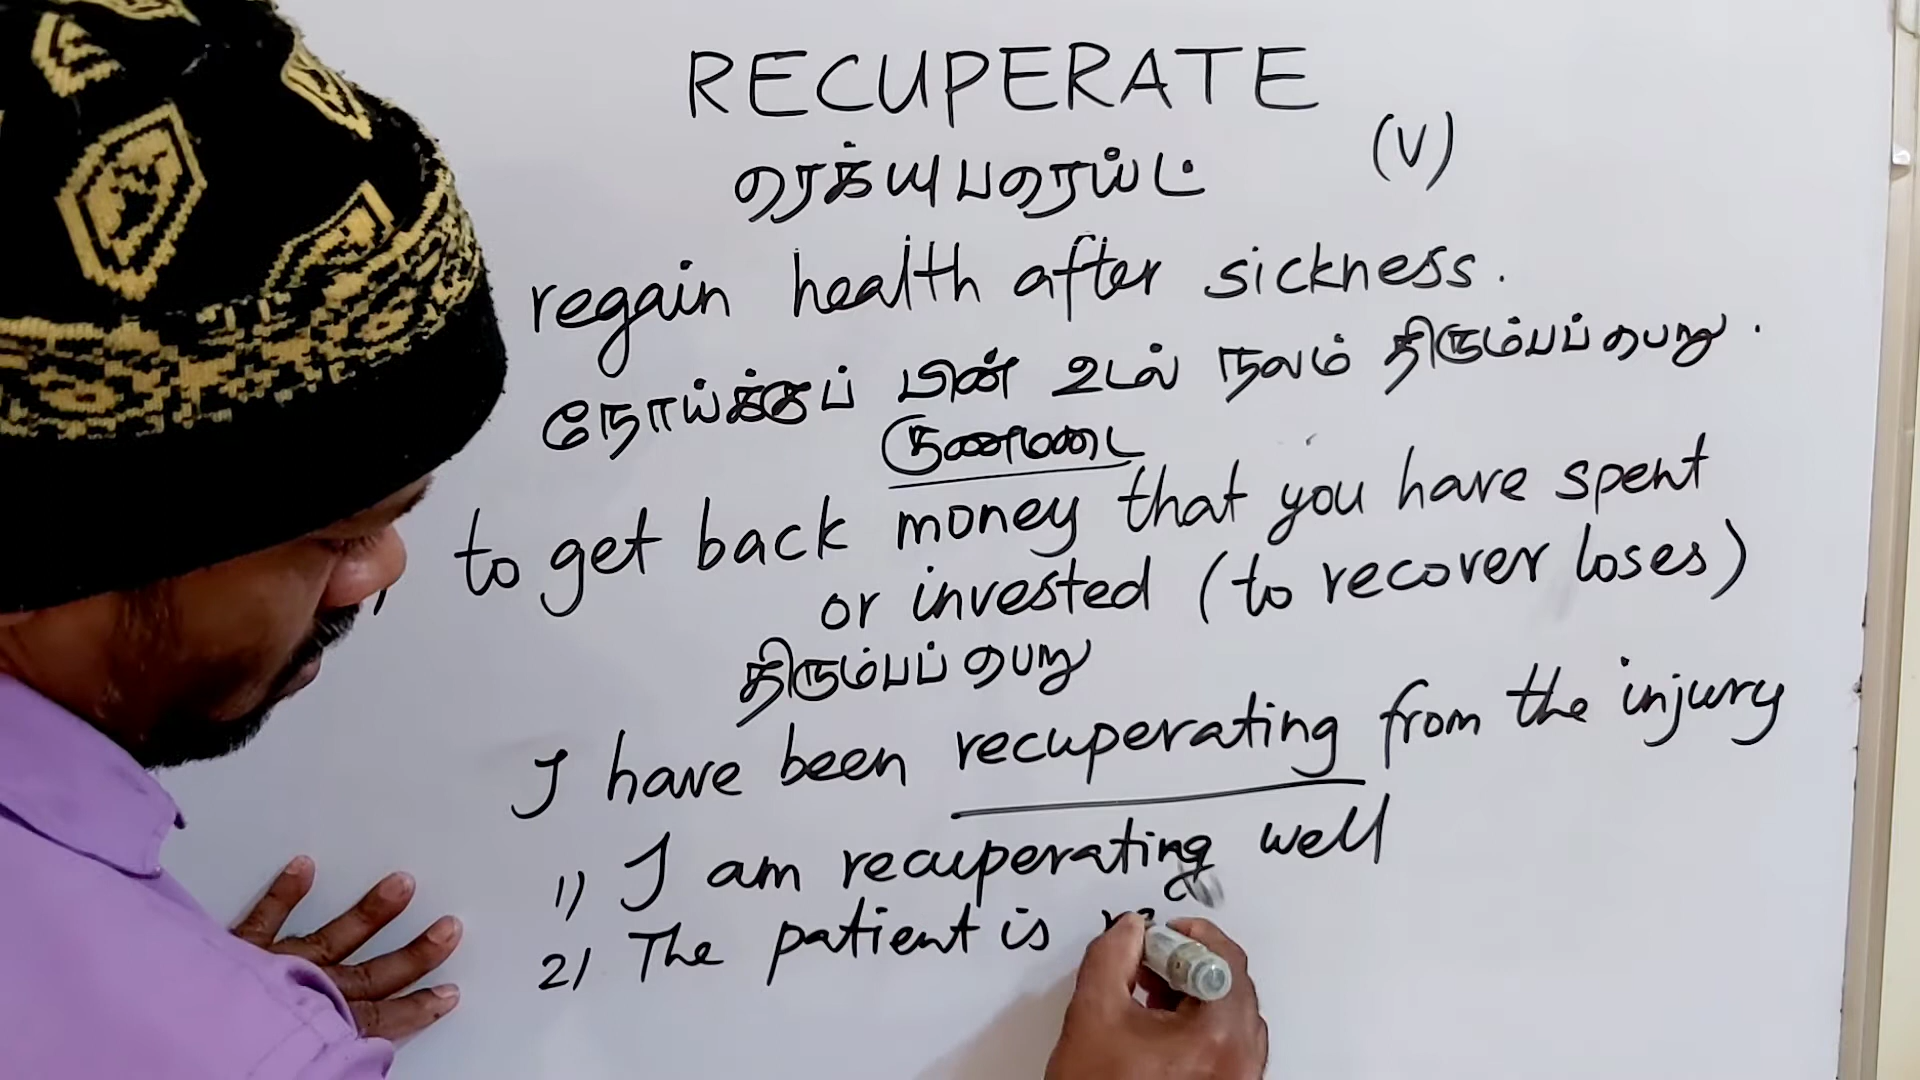 RECUPERATE
(V)
ரெக்யுபரெய்ட்
regain health after sickness.
நோய்க்குப் பின் உடல் நலம் திரும்பப் பெறு.
to get back money that you have spent
or invested (to recover loses)
திரும்பப் பெறு
I have been recuperating from the injury
1) I am recuperating well
2) The patient is